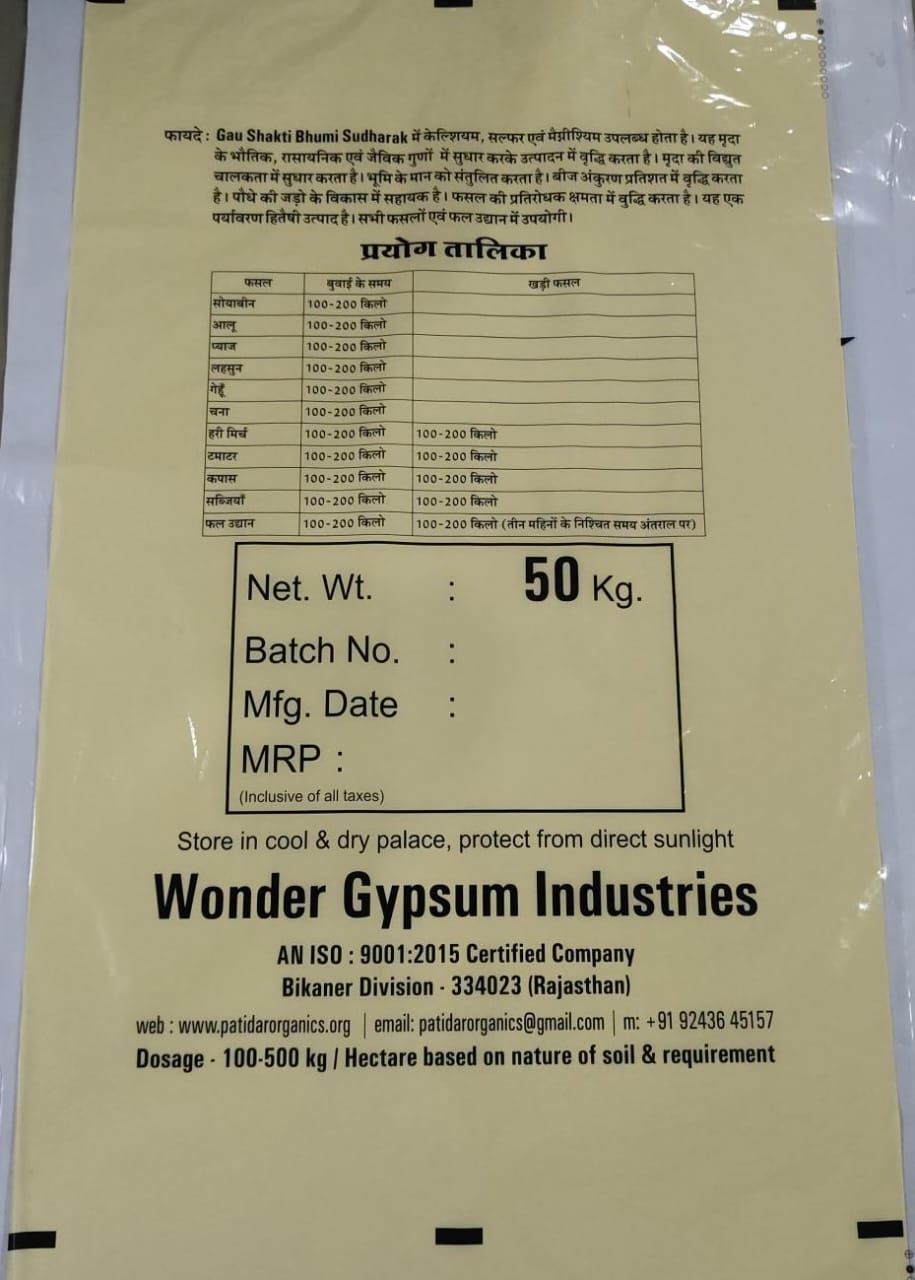 फायदे : Gau Shakti Bhumi Sudharak में केल्शियम, सल्फर एवं मैग्नीश्यिम उपलब्ध होता है। यह मृदा
के भौतिक, रासायनिक एवं जैविक गुणों में सुधार करके उत्पादन में वृद्धि करता है। मृदा की विद्युत
चालकता में सुधार करता है। भूमि के मान को संतुलित करता है। बीज अंकुरण प्रतिशत में वृद्धि करता
है। पौधे की जड़ो के विकास में सहायक है। फसल की प्रतिरोधक क्षमता में वृद्धि करता है। यह एक
पर्यावरण हितैषी उत्पाद है। सभी फसलों एवं फल उद्यान में उपयोगी।
प्रयोग तालिका
फसल बुवाई के समय खड़ी फसल
सोयाबीन 100-200 किलो
आलू 100-200 किलो
प्याज 100-200 किलो
लहसुन 100-200 किलो
गेहूँ 100-200 किलो
चना 100-200 किलो
हरी मिर्च 100-200 किलो 100-200 किलो
टमाटर 100-200 किलो 100-200 किलो
कपास 100-200 किलो 100-200 किलो
सब्जियाँ 100-200 किलो 100-200 किलो
फल उद्यान 100-200 किलो 100-200 किलो (तीन महिनों के निश्चित समय अंतराल पर)
Net. Wt. : 50 Kg.
Batch No. :
Mfg. Date :
MRP :
(Inclusive of all taxes)
Store in cool & dry palace, protect from direct sunlight
Wonder Gypsum Industries
AN ISO : 9001:2015 Certified Company
Bikaner Division - 334023 (Rajasthan)
web : www.patidarorganics.org | email: patidarorganics@gmail.com | m: +91 92436 45157
Dosage - 100-500 kg / Hectare based on nature of soil & requirement